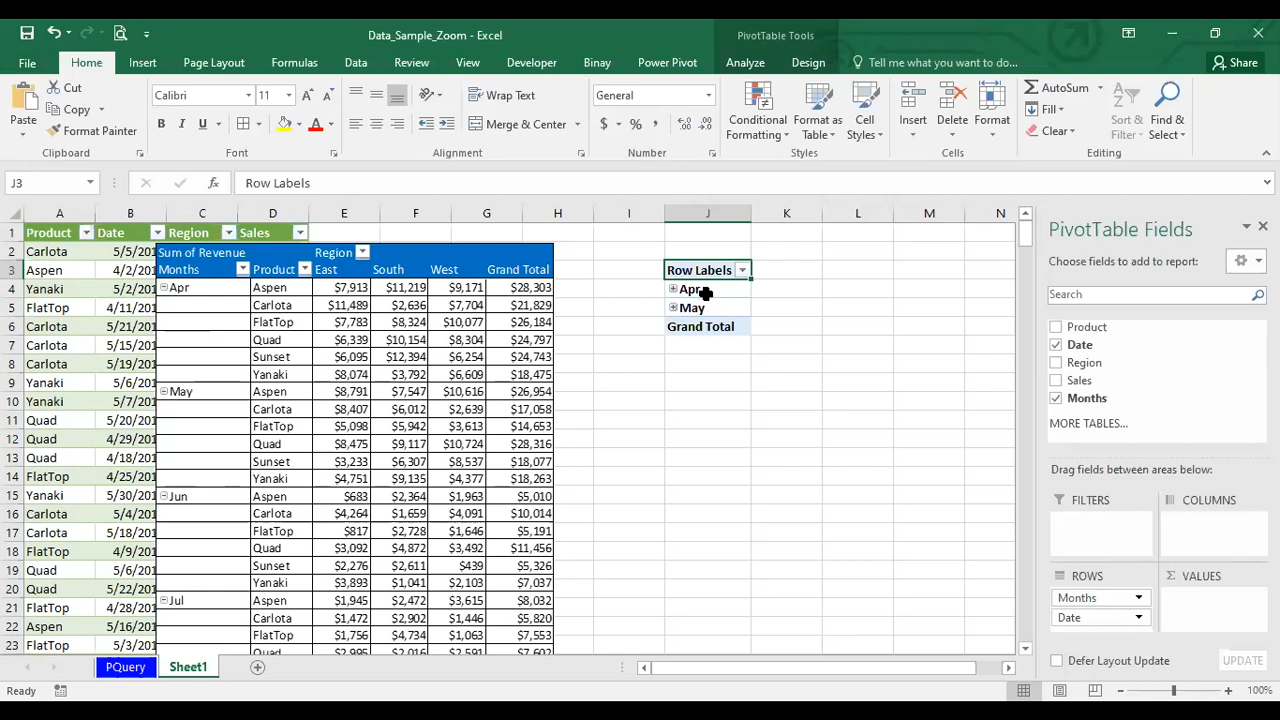 Data_Sample_Zoom - Excel PivotTable Tools
File Home Insert Page Layout Formulas Data Review View Developer Binay Power Pivot Analyze Design Tell me what you want to do... Share
Paste Cut Copy Format Painter Clipboard
Calibri 11 B I U A Font
Wrap Text Merge & Center Alignment
General $ % , Number
Conditional Formatting Format as Table Cell Styles Styles
Insert Delete Format Cells
AutoSum Fill Clear Sort & Filter Find & Select Editing
J3 fx Row Labels
A B C D E F G H I J K L M N
1 Product Date Region Sales
2 Carlota 5/5/201 Sum of Revenue Region
3 Aspen 4/2/201 Months Product East South West Grand Total Row Labels
4 Yanaki 5/4/201 Apr Aspen $7,913 $11,219 $9,171 $28,303 Apr
5 FlatTop 4/11/201 Carlota $11,489 $2,636 $7,704 $21,829 May
6 Carlota 5/21/201 FlatTop $7,783 $8,324 $10,077 $26,184 Grand Total
7 Carlota 5/15/201 Quad $6,339 $10,154 $8,304 $24,797
8 Carlota 5/19/201 Sunset $6,095 $12,394 $6,254 $24,743
9 Yanaki 5/6/201 Yanaki $8,074 $3,792 $6,609 $18,475
10 Yanaki 5/7/201 May Aspen $8,791 $7,547 $10,616 $26,954
11 Quad 5/20/201 Carlota $8,407 $6,012 $2,639 $17,058
12 Quad 4/29/201 FlatTop $5,098 $5,942 $3,613 $14,653
13 Quad 4/18/201 Quad $8,475 $9,117 $10,724 $28,316
14 FlatTop 4/25/201 Sunset $3,233 $6,307 $8,537 $18,077
Yanaki $4,751 $9,135 $4,377 $18,263
15 Yanaki 5/30/201 Jun Aspen $683 $2,364 $1,963 $5,010
16 Carlota 5/4/201 Carlota $4,264 $1,659 $4,091 $10,014
17 Carlota 5/18/201 FlatTop $817 $2,728 $1,646 $5,191
18 FlatTop 4/9/201 Quad $3,092 $4,872 $3,492 $11,456
19 Quad 5/6/201 Sunset $2,276 $2,611 $439 $5,326
20 Quad 5/22/201 Yanaki $3,893 $1,041 $2,103 $7,037
21 FlatTop 4/28/201 Jul Aspen $1,945 $2,472 $3,615 $8,032
22 Aspen 5/16/201 Carlota $1,472 $2,902 $1,446 $5,820
23 FlatTop 5/3/201 FlatTop $1,756 $4,734 $1,063 $7,553
Quad $2,995 $2,016 $2,591 $7,602
PivotTable Fields
Choose fields to add to report:
Search
Product
Date
Region
Sales
Months
MORE TABLES...
Drag fields between areas below:
FILTERS COLUMNS
ROWS Σ VALUES
Months
Date
Defer Layout Update UPDATE
PQuery Sheet1
Ready 100%